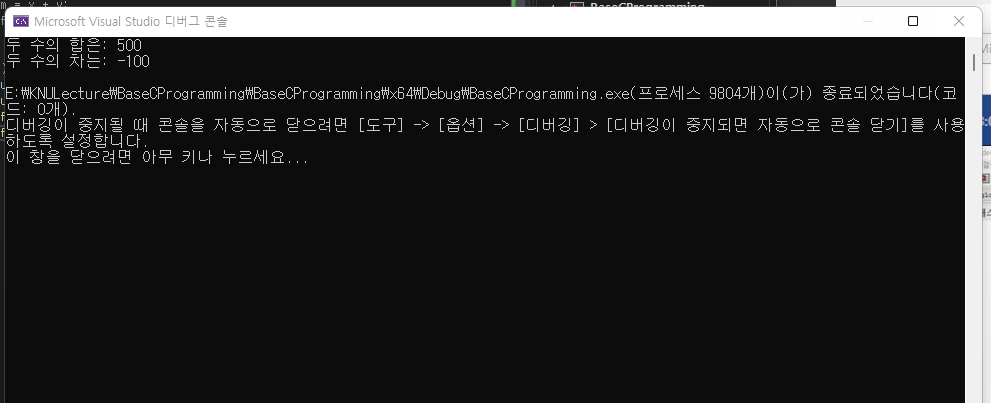 m = x + y;
BaseCProgramming
Microsoft Visual Studio 디버그 콘솔
두 수의 합은: 500
두 수의 차는: -100
E:\KNULecture\BaseCProgramming\BaseCProgramming\x64\Debug\BaseCProgramming.exe(프로세스 9804개)이(가) 종료되었습니다(코
드: 0개).
디버깅이 중지될 때 콘솔을 자동으로 닫으려면 [도구] -> [옵션] -> [디버깅] > [디버깅이 중지되면 자동으로 콘솔 닫기]를 사용
하도록 설정합니다.
이 창을 닫으려면 아무 키나 누르세요...